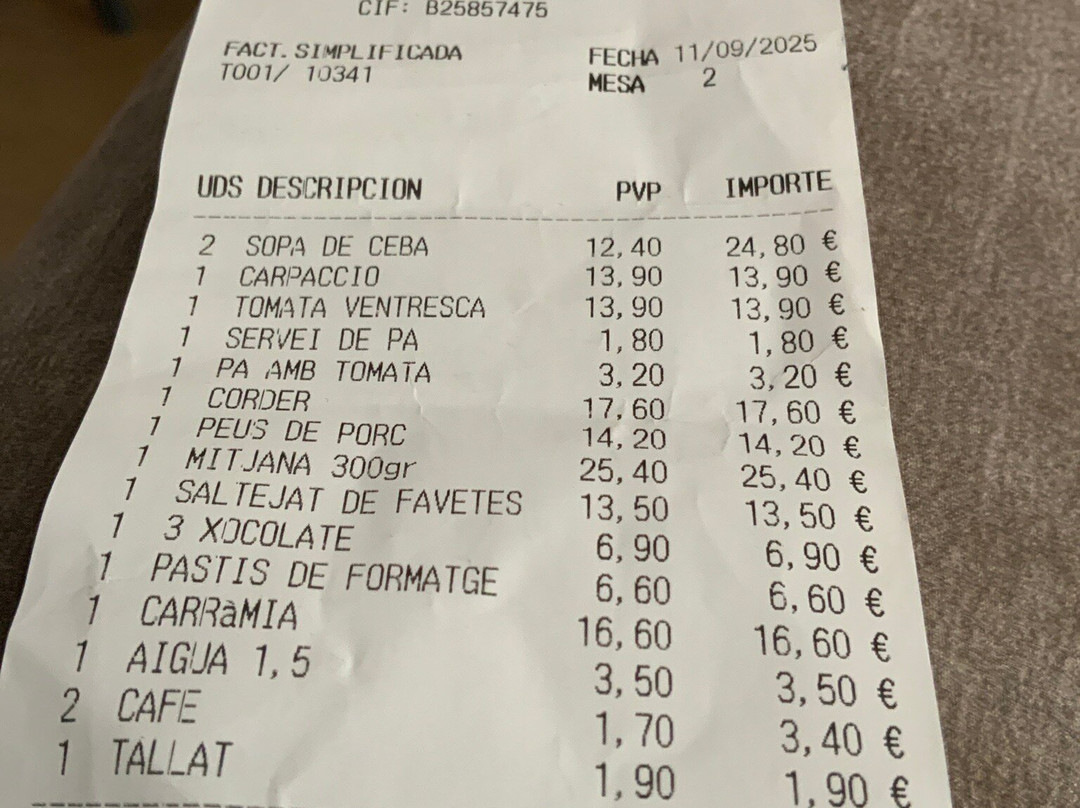 CIF: B25857475
FACT. SIMPLIFICADA FECHA 11/09/2025
T001/ 10341 MESA 2
UDS DESCRIPCION PVP IMPORTE
2 SOPA DE CEBA 12,40 24,80 €
1 CARPACCIO 13,90 13,90 €
1 TOMATA VENTRESCA 13,90 13,90 €
1 SERVEI DE PA 1,80 1,80 €
1 PA AMB TOMATA 3,20 3,20 €
1 CORDER 17,60 17,60 €
1 PEUS DE PORC 14,20 14,20 €
1 MITJANA 300gr 25,40 25,40 €
1 SALTEJAT DE FAVETES 13,50 13,50 €
1 3 XOCOLATE 6,90 6,90 €
1 PASTIS DE FORMATGE 6,60 6,60 €
1 CARRàMIA 16,60 16,60 €
1 AIGUA 1,5 3,50 3,50 €
2 CAFE 1,70 3,40 €
1 TALLAT 1,90 1,90 €